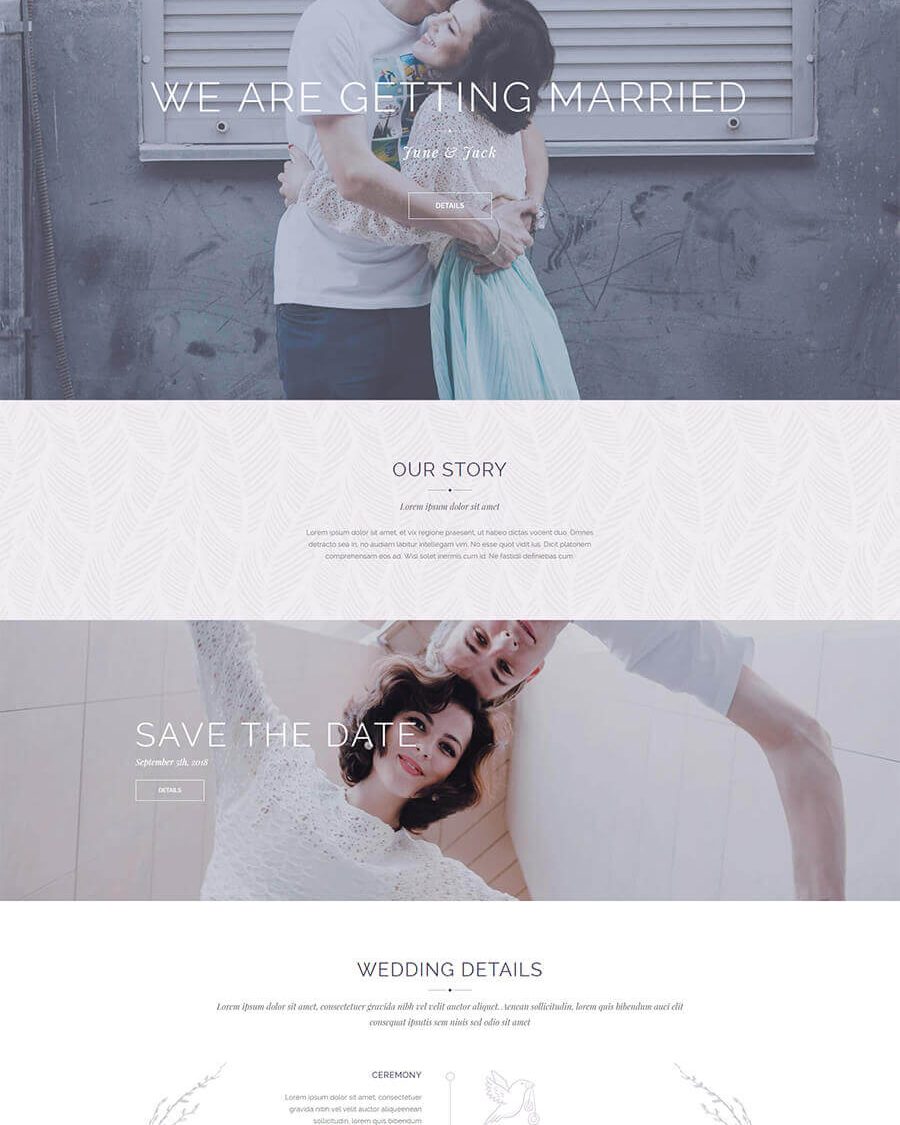 WE ARE GETTING MARRIED
June & Jack
DETAILS
OUR STORY
Lorem ipsum dolor sit amet
Lorem ipsum dolor sit amet, et vix regione praesent, ut habeo dictas vocent duo. Omnes
detracto sea in, no audiam labitur intellegam vim. No esse quot vidit ius. Dicit platonem
comprehensam eos ad. Wisi solet inermis cum id. Ne fastidii definiebas cum
SAVE THE DATE
September 5th, 2018
DETAILS
WEDDING DETAILS
Lorem ipsum dolor sit amet, consectetuer gravida nibh vel velit auctor aliquet. Aenean sollicitudin, lorem quis bibendum auci elit
consequat ipsutis sem niuis sed odio sit amet
CEREMONY
Lorem ipsum dolor sit amet, consectetuer
gravida nibhvel velit auctor aliqueenean
sollicitudin, lorem quis bibendum